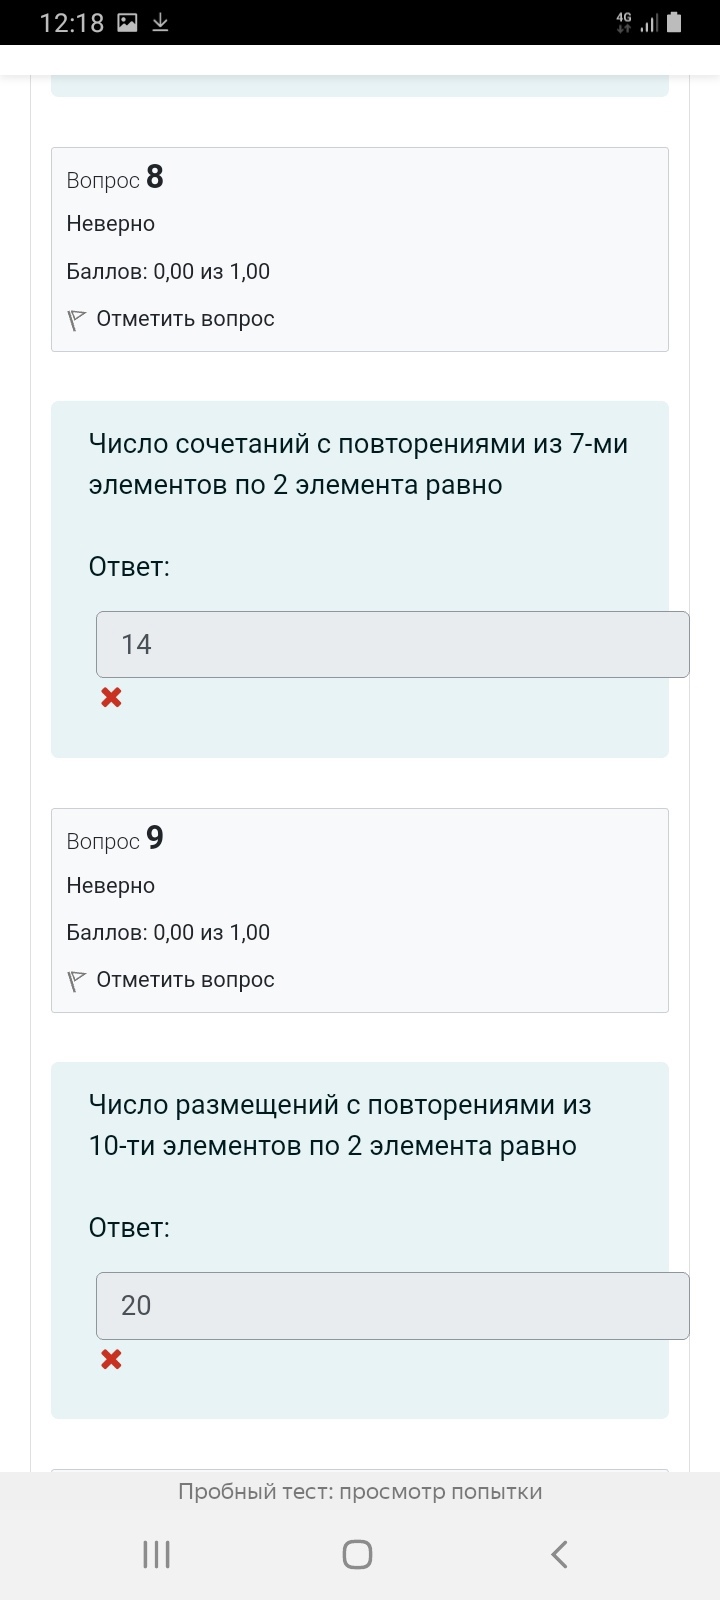 12:18
4G
Вопрос 8
Неверно
Баллов: 0,00 из 1,00
Отметить вопрос
Число сочетаний с повторениями из 7-ми
элементов по 2 элемента равно
Ответ:
14
Вопрос 9
Неверно
Баллов: 0,00 из 1,00
Отметить вопрос
Число размещений с повторениями из
10-ти элементов по 2 элемента равно
Ответ:
20
Пробный тест: просмотр попытки